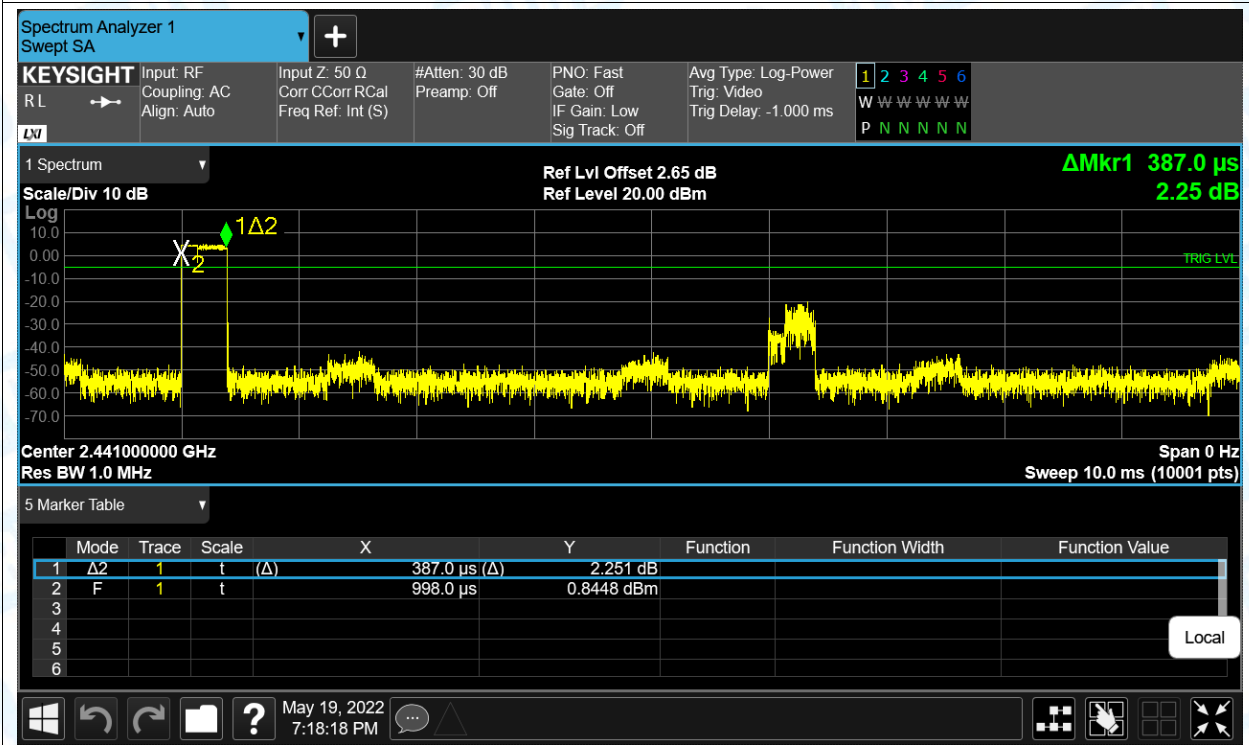 Spectrum Analyzer 1
Swept SA
+
KEYSIGHT Input: RF Input Z: 50 Ω #Atten: 30 dB PNO: Fast Avg Type: Log-Power 1 2 3 4 5 6
R L Coupling: AC Corr CCorr RCal Preamp: Off Gate: Off Trig: Video W W W W W W
Align: Auto Freq Ref: Int (S) IF Gain: Low Trig Delay: -1.000 ms
LXI Sig Track: Off P N N N N N
1 Spectrum Ref Lvl Offset 2.65 dB ΔMkr1 387.0 µs
Scale/Div 10 dB Ref Level 20.00 dBm 2.25 dB
Log
10.0 1Δ2
0.00 X 2 TRIG LVL
-10.0
-20.0
-30.0
-40.0
-50.0
-60.0
-70.0
Center 2.441000000 GHz Span 0 Hz
Res BW 1.0 MHz Sweep 10.0 ms (10001 pts)
5 Marker Table
Mode Trace Scale X Y Function Function Width Function Value
1 Δ2 1 t (Δ) 387.0 µs (Δ) 2.251 dB
2 F 1 t 998.0 µs 0.8448 dBm
3
4
5
6
Local
? May 19, 2022
7:18:18 PM